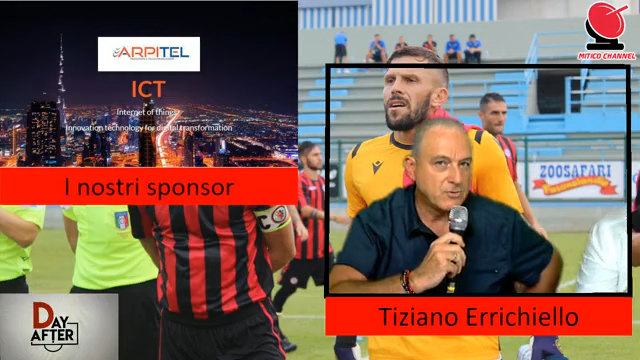 ARPITEL
ICT
Internet of things
Innovation technology for digital transformation
I nostri sponsor
MITICO CHANNEL
ZOOSAFARI
Fasanolandia
C
DAY
AFTER
Tiziano Errichiello